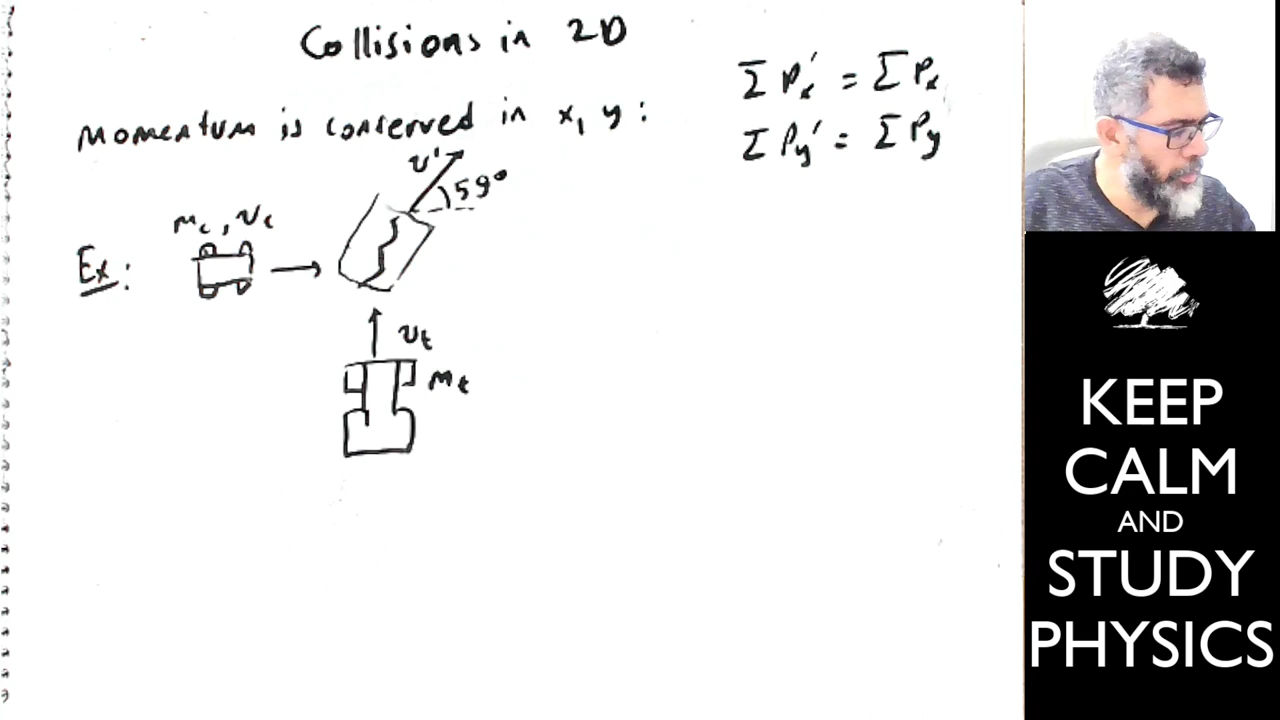 Collisions in 2D
Momentum is conserved in x, y :
Σ Px' = Σ Px
Σ Py' = Σ Py
v'
59°
mc, vc
Ex:
vt
mt
KEEP
CALM
AND
STUDY
PHYSICS